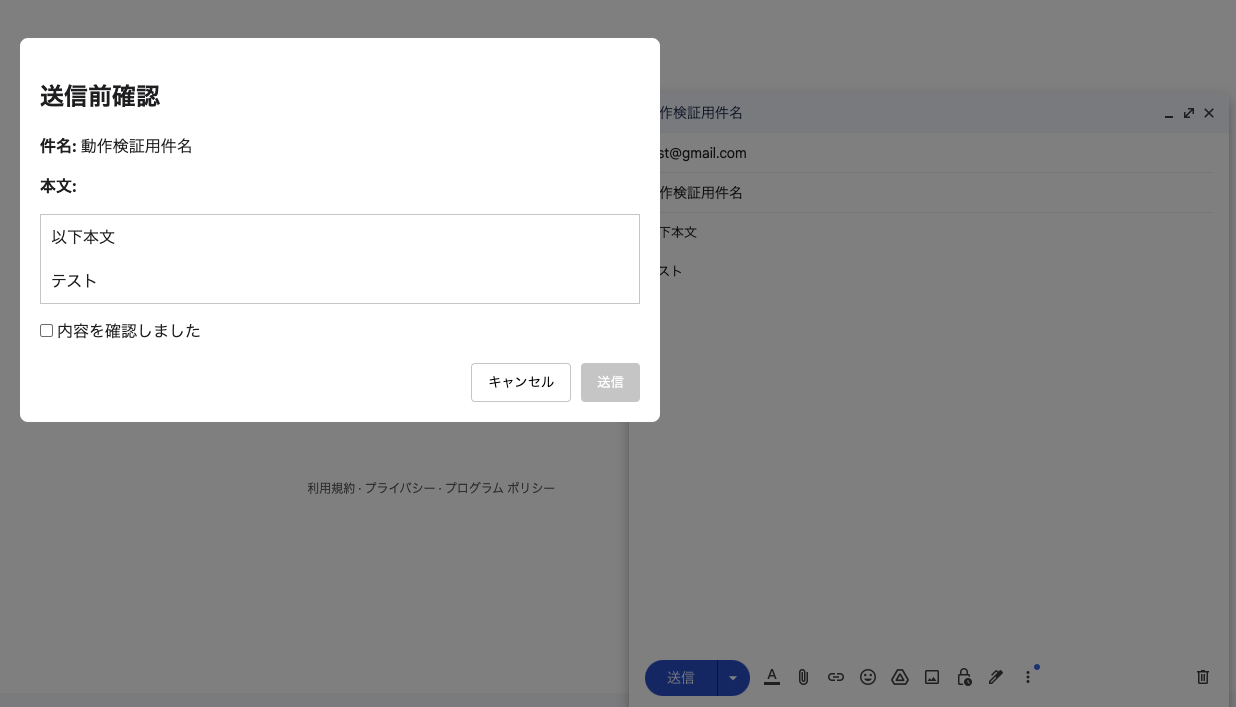 送信前確認
件名: 動作検証用件名
本文:
以下本文
テスト
内容を確認しました
キャンセル
送信
作検証用件名
st@gmail.com
作検証用件名
下本文
スト
利用規約 · プライバシー · プログラム ポリシー
送信